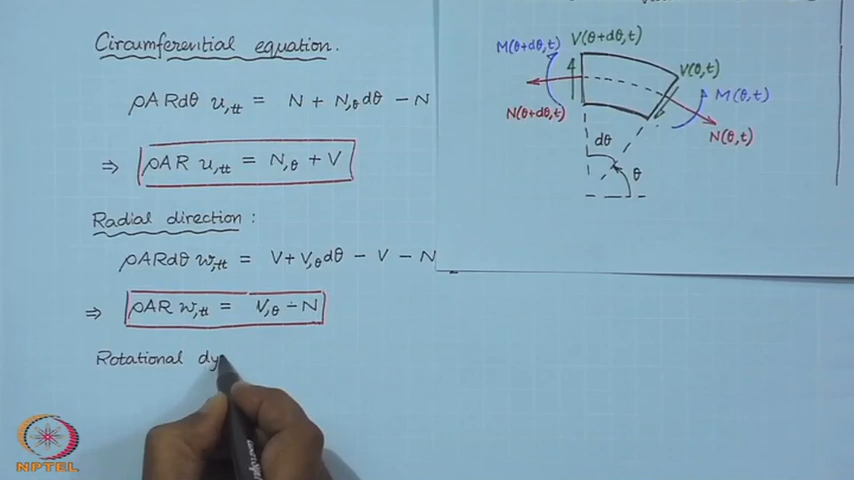 Circumferential equation.
ρARdθ u,tt = N + N,θ dθ − N
⇒ ρAR u,tt = N,θ + V
Radial direction :
ρARdθ w,tt = V + V,θ dθ − V − N
⇒ ρAR w,tt = V,θ − N
Rotational dy
M(θ+dθ,t) V(θ+dθ,t)
V(θ,t)
M(θ,t)
N(θ+dθ,t)
N(θ,t)
dθ
θ
NPTEL